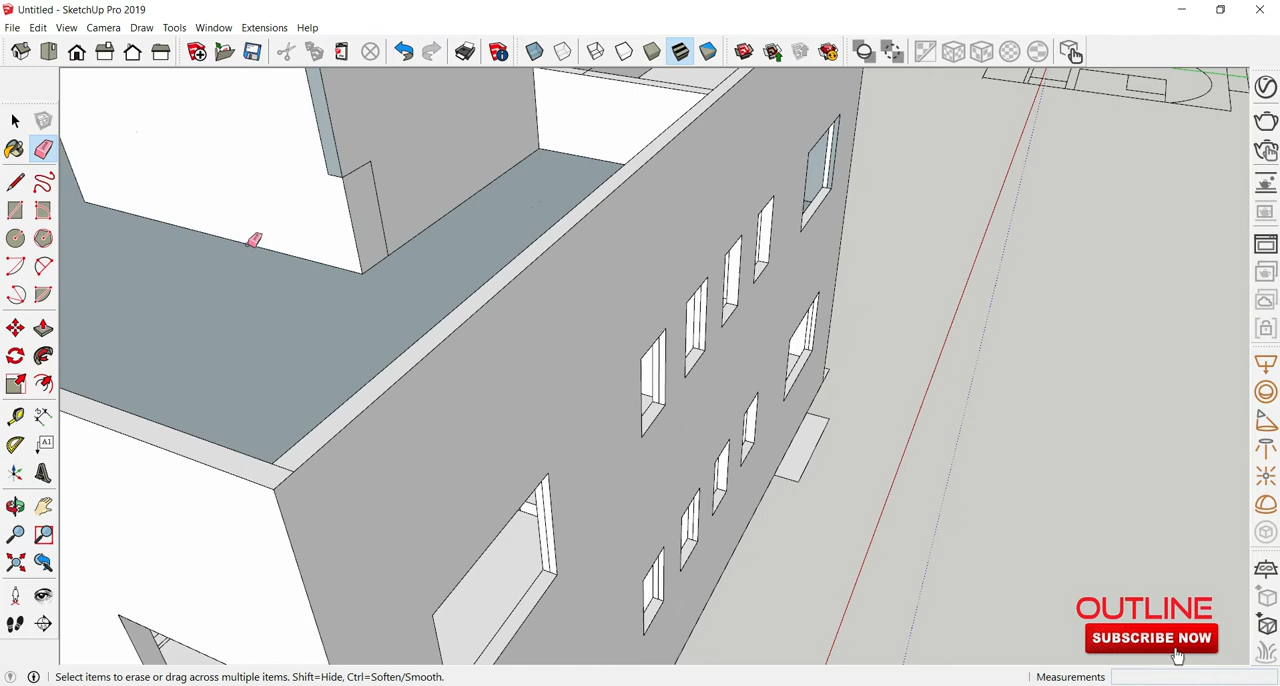 Untitled - SketchUp Pro 2019
File Edit View Camera Draw Tools Window Extensions Help
A1
OUTLINE
SUBSCRIBE NOW
Select items to erase or drag across multiple items. Shift=Hide, Ctrl=Soften/Smooth.
Measurements